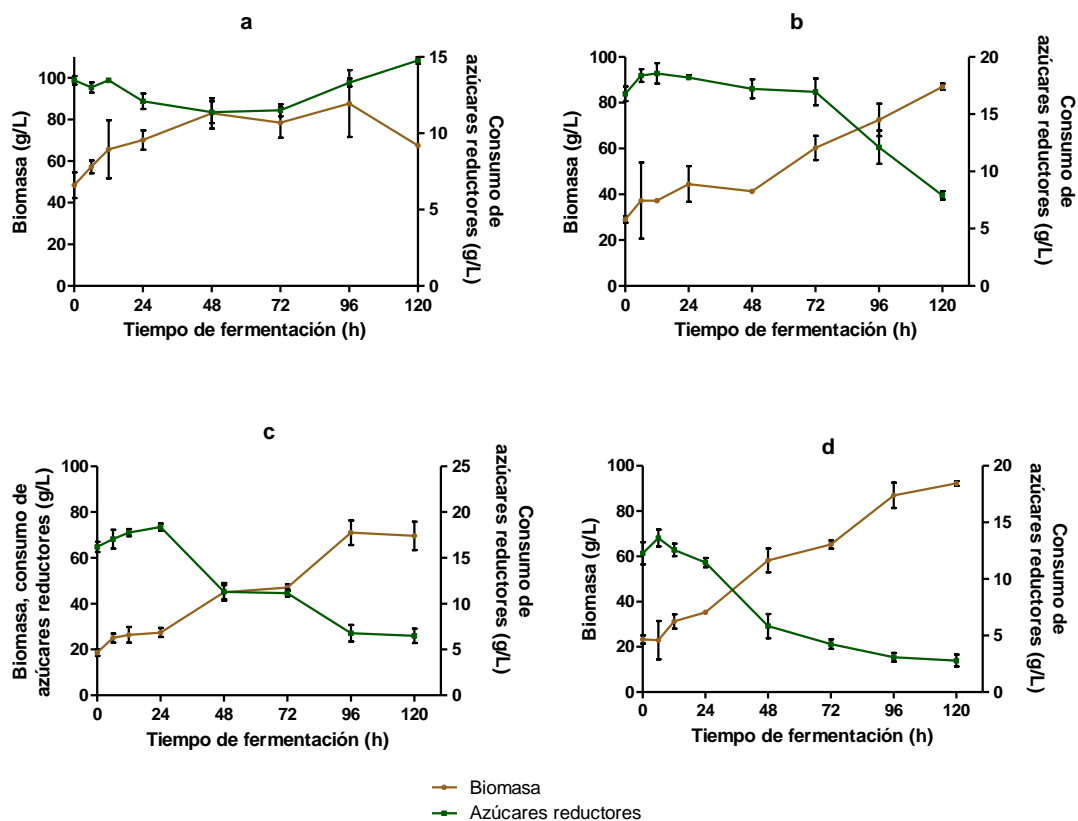 a
Biomasa (g/L)
100
80
60
40
20
0
15
10
5
0
Consumo de
azúcares reductores (g/L)
0 24 48 72 96 120
Tiempo de fermentación (h)
b
Biomasa (g/L)
100
80
60
40
20
0
20
15
10
5
0
Consumo de
azúcares reductores (g/L)
0 24 48 72 96 120
Tiempo de fermentación (h)
c
Biomasa, consumo de
azúcares reductores (g/L)
100
80
60
40
20
0
25
20
15
10
5
0
Consumo de
azúcares reductores (g/L)
0 24 48 72 96 120
Tiempo de fermentación (h)
d
Biomasa (g/L)
100
80
60
40
20
0
20
15
10
5
0
Consumo de
azúcares reductores (g/L)
0 24 48 72 96 120
Tiempo de fermentación (h)
Biomasa
Azúcares reductores